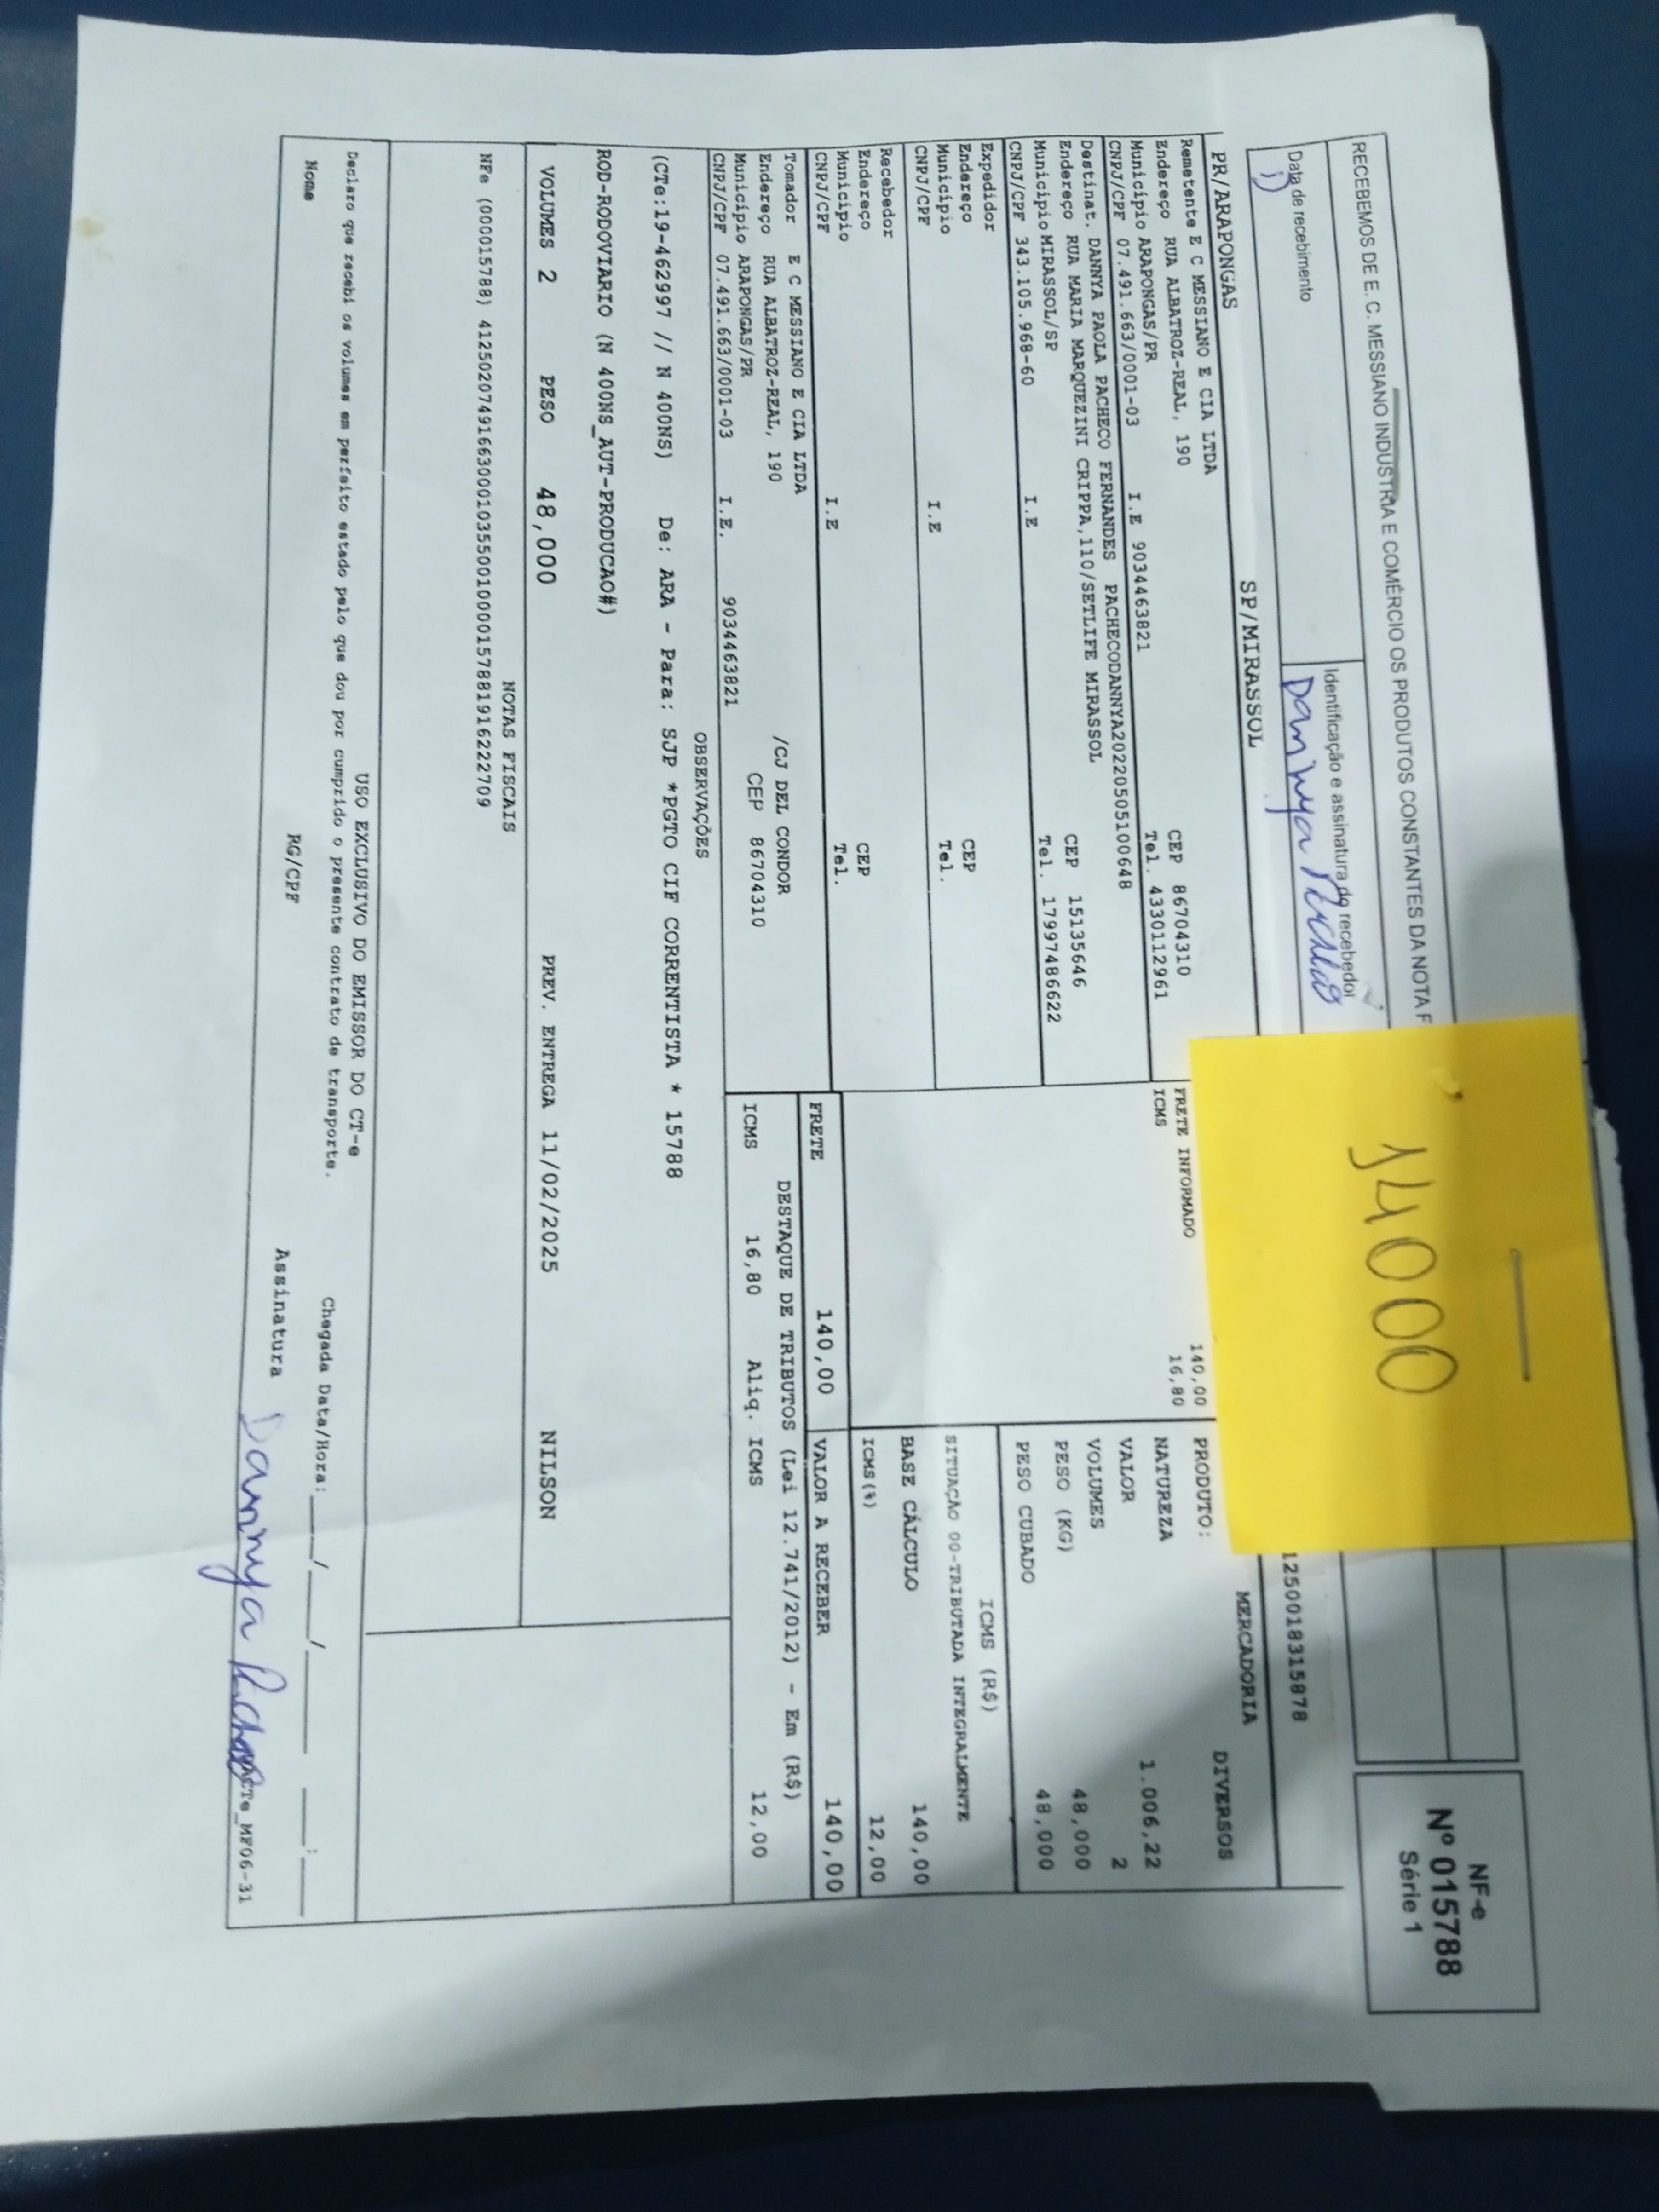 RECEBEMOS DE E. C. MESSIANO INDUSTRIA E COMÉRCIO OS PRODUTOS CONSTANTES DA NOTA F
Data de recebimento
Identificação e assinatura do recebedor
Dannya Pacheco
14000
NF-e
Nº 015788
Série 1
PR/ARAPONGAS SP/MIRASSOL
1250018315878
Remetente E C MESSIANO E CIA LTDA
Endereço RUA ALBATROZ-REAL, 190 CEP 86704310
Município ARAPONGAS/PR Tel. 4330112961
CNPJ/CPF 07.491.663/0001-03 I.E 9034463821
Destinat. DANNYA PAOLA PACHECO FERNANDES PACHECODANNYA20220505100648
Endereço RUA MARIA MARQUEZINI CRIPPA,110/SETLIFE MIRASSOL CEP 15135646
Município MIRASSOL/SP Tel. 17997486622
CNPJ/CPF 343.105.968-60 I.E
Expedidor
Endereço CEP
Município Tel.
CNPJ/CPF I.E
Recebedor
Endereço CEP
Município Tel.
CNPJ/CPF I.E
Tomador E C MESSIANO E CIA LTDA
Endereço RUA ALBATROZ-REAL, 190 /CJ DEL CONDOR
Município ARAPONGAS/PR CEP 86704310
CNPJ/CPF 07.491.663/0001-03 I.E. 9034463821
FRETE INFORMADO 140,00
ICMS 16,80
MERCADORIA
PRODUTO: DIVERSOS
NATUREZA
VALOR 1.006,22
VOLUMES 2
PESO (KG) 48,000
PESO CUBADO 48,000
ICMS (R$)
SITUAÇÃO 00-TRIBUTADA INTEGRALMENTE
BASE CÁLCULO 140,00
ICMS(%) 12,00
FRETE 140,00 VALOR A RECEBER 140,00
DESTAQUE DE TRIBUTOS (Lei 12.741/2012) - Em (R$)
ICMS 16,80 Aliq. ICMS 12,00
OBSERVAÇÕES
(CTe:19-462997 // N 400NS) De: ARA - Para: SJP *PGTO CIF CORRENTISTA * 15788
ROD-RODOVIARIO (N 400NS_AUT-PRODUCAO#)
VOLUMES 2 PESO 48,000 PREV. ENTREGA 11/02/2025 NILSON
NOTAS FISCAIS
NFe (000015788) 41250207491663000103550010000157881916222709
USO EXCLUSIVO DO EMISSOR DO CT-e
Declaro que recebi os volumes em perfeito estado pelo que dou por cumprido o presente contrato de transporte. Chegada Data/Hora:____/____/______ ____:____
Nome RG/CPF Assinatura Dannya Pacheco
CTe_MF06-31